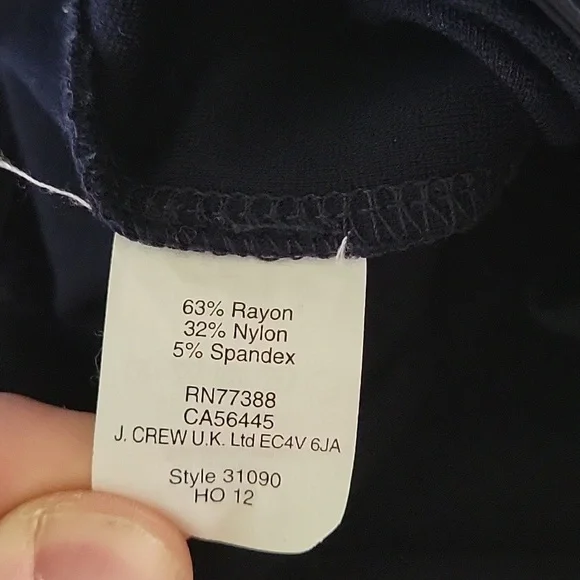 63% Rayon
32% Nylon
5% Spandex
RN77388
CA56445
J. CREW U.K. Ltd EC4V 6JA
Style 31090
HO 12